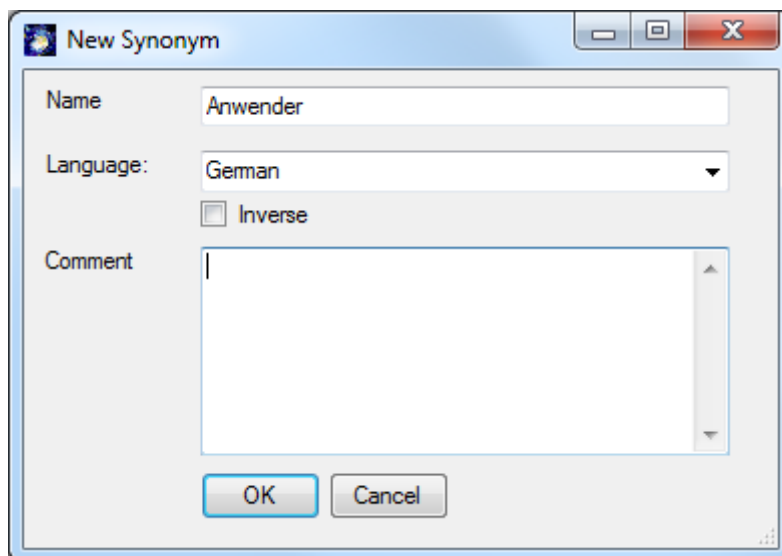 New Synonym
Name
Anwender
Language:
German
Inverse
Comment
OK
Cancel